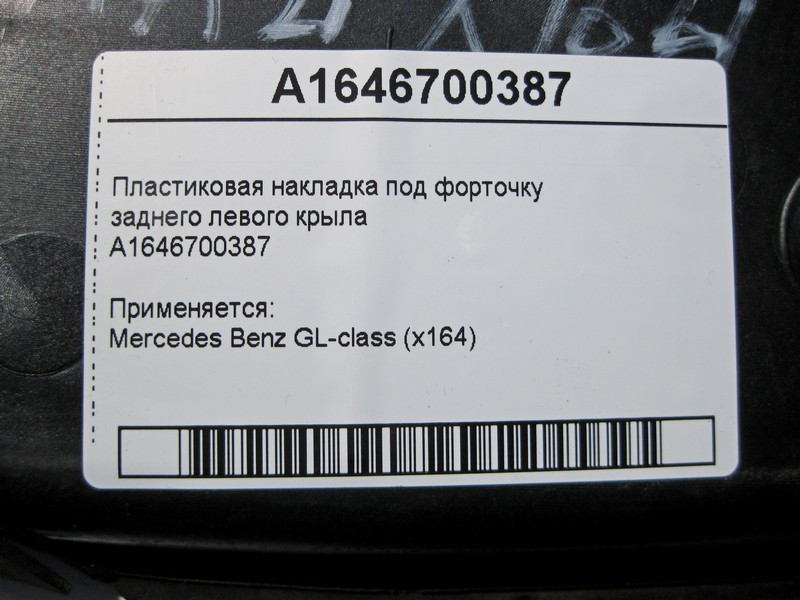 A1646700387
Пластиковая накладка под форточку
заднего левого крыла
A1646700387
Применяется:
Mercedes Benz GL-class (x164)